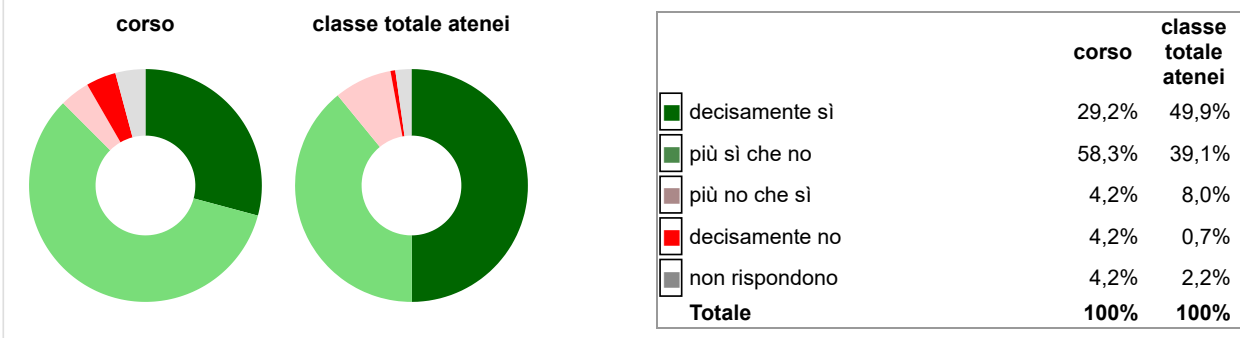 corso
classe totale atenei
corso
classe
totale
atenei
decisamente sì 29,2% 49,9%
più sì che no 58,3% 39,1%
più no che sì 4,2% 8,0%
decisamente no 4,2% 0,7%
non rispondono 4,2% 2,2%
Totale 100% 100%